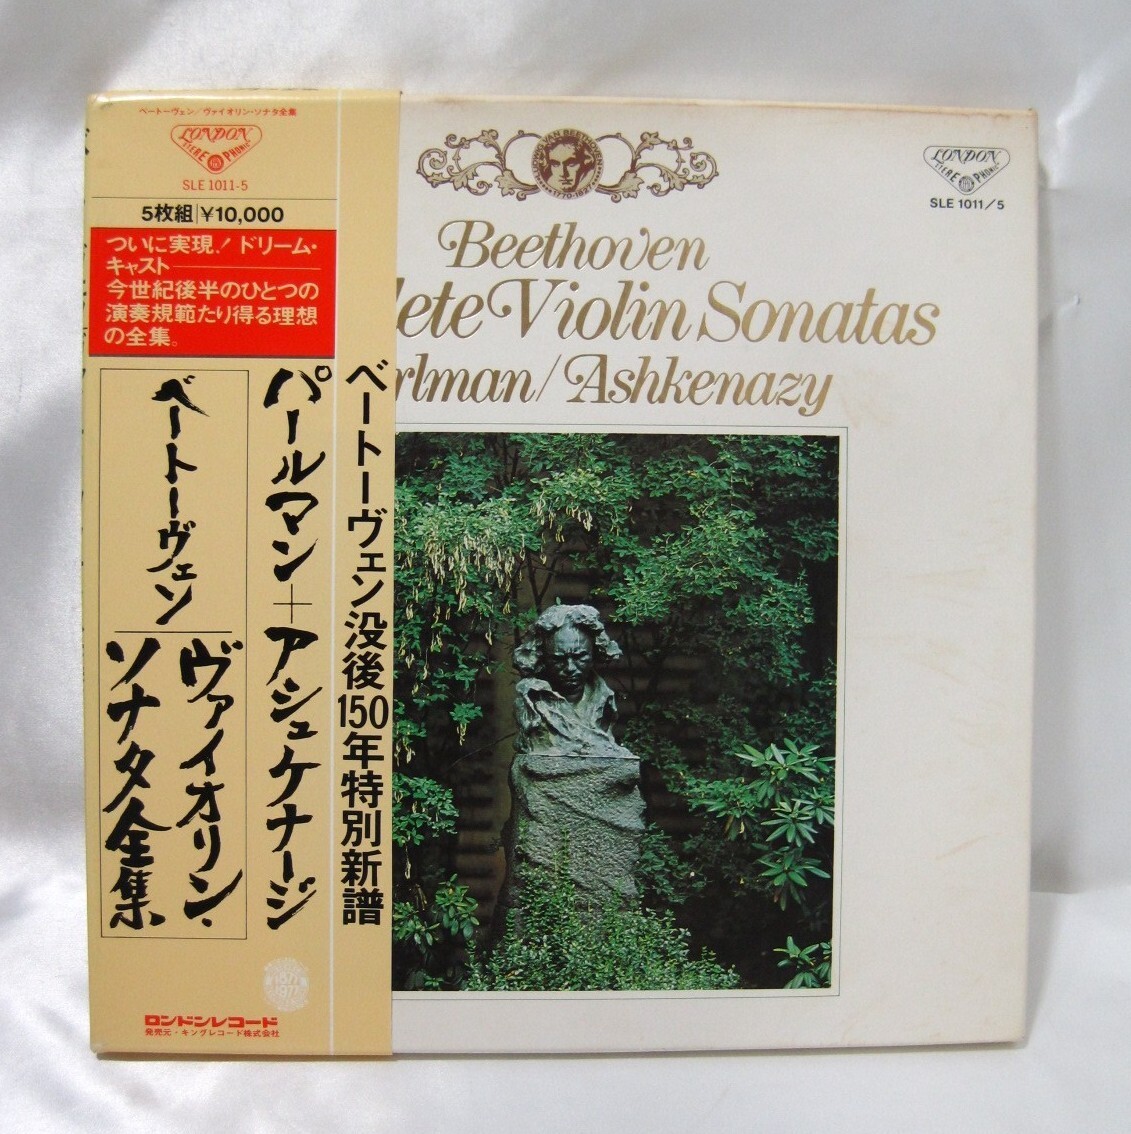 ベートーヴェン/ヴァイオリン・ソナタ全集
LONDON
STEREOPHONIC
SLE 1011-5
5枚組 ¥10,000
ついに実現!ドリーム・
キャスト
今世紀後半のひとつの
演奏規範たり得る理想
の全集。
ベートーヴェン没後150年特別新譜
パールマン+アシュケナージ
ベートーヴェン
ヴァイオリン・
ソナタ全集
1977
ロンドンレコード
発売元・キングレコード株式会社
VAN BEETHOVEN
1770-1827
LONDON
STEREOPHONIC
SLE 1011/5
Beethoven
lete Violin Sonatas
rlman/Ashkenazy